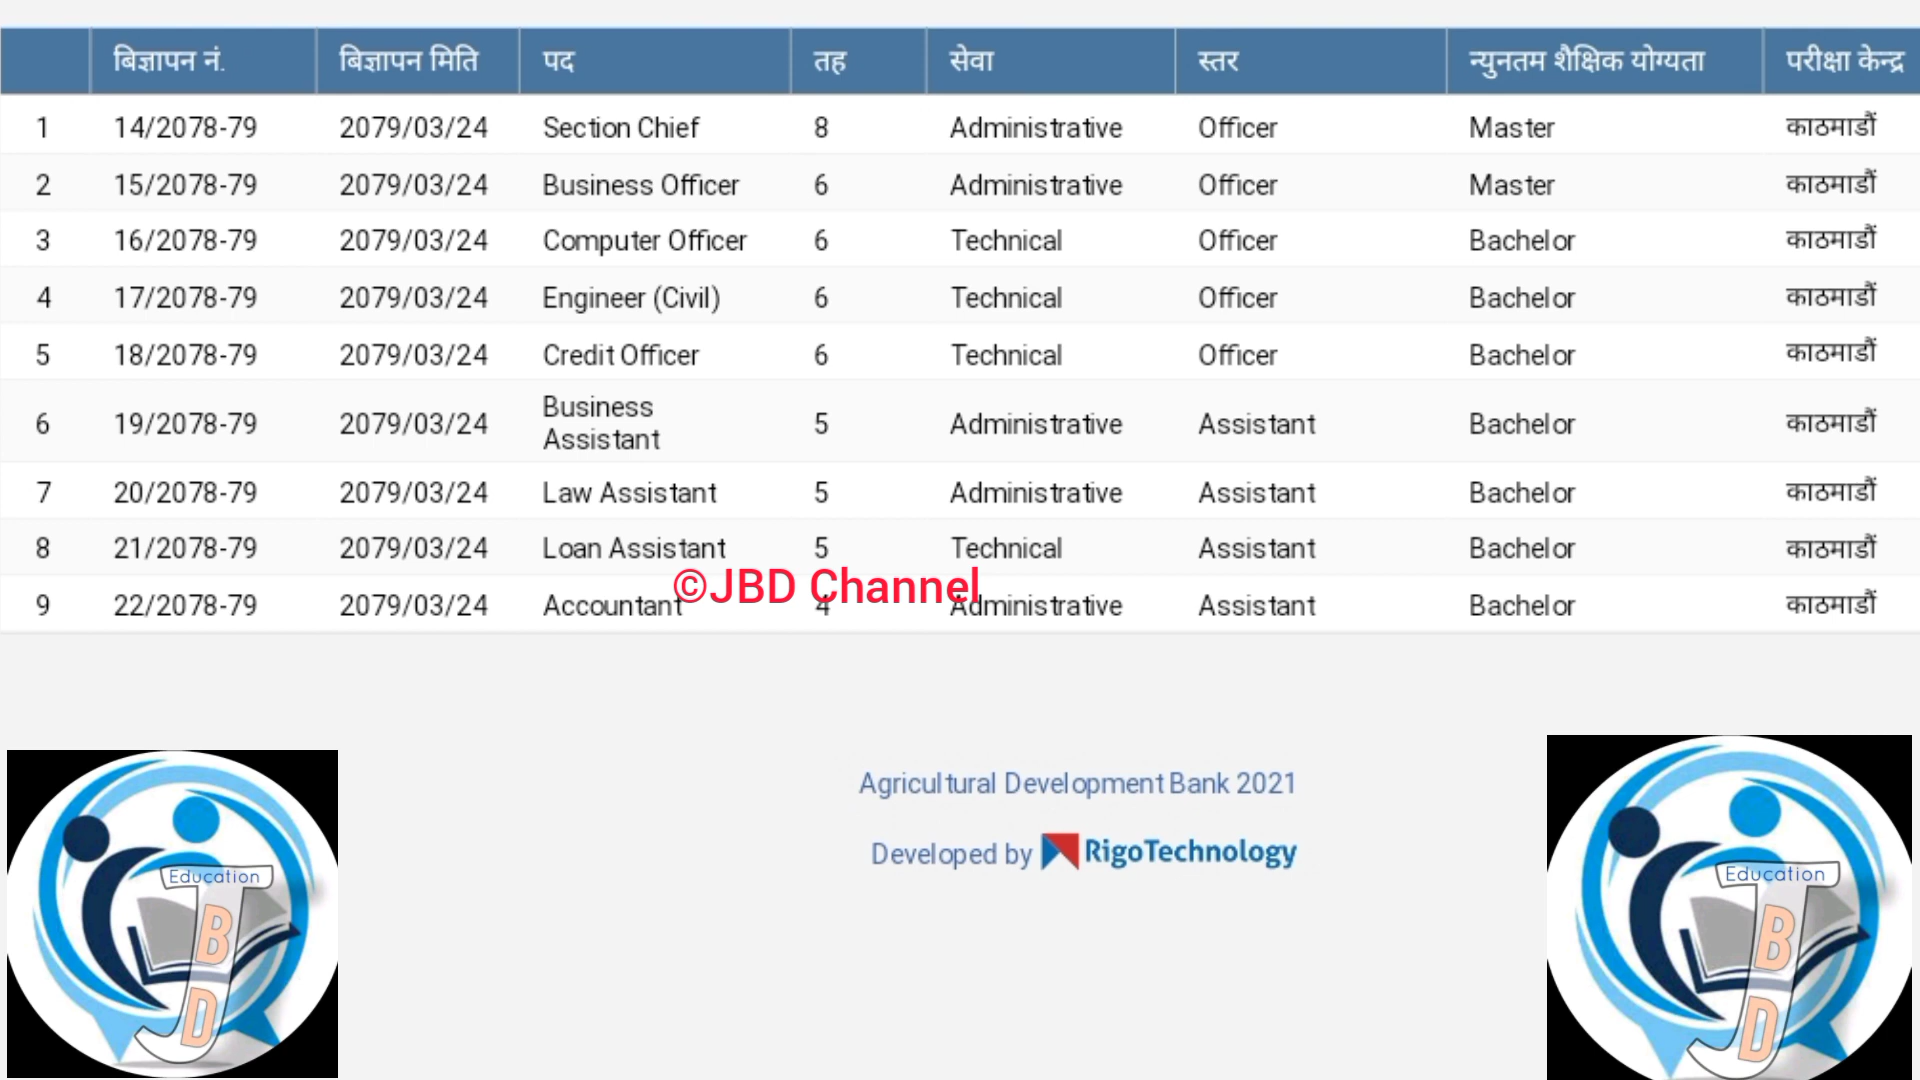 बिज्ञापन नं. बिज्ञापन मिति पद तह सेवा स्तर न्युनतम शैक्षिक योग्यता परीक्षा केन्द्र
1 14/2078-79 2079/03/24 Section Chief 8 Administrative Officer Master काठमाडौं
2 15/2078-79 2079/03/24 Business Officer 6 Administrative Officer Master काठमाडौं
3 16/2078-79 2079/03/24 Computer Officer 6 Technical Officer Bachelor काठमाडौं
4 17/2078-79 2079/03/24 Engineer (Civil) 6 Technical Officer Bachelor काठमाडौं
5 18/2078-79 2079/03/24 Credit Officer 6 Technical Officer Bachelor काठमाडौं
6 19/2078-79 2079/03/24 Business Assistant 5 Administrative Assistant Bachelor काठमाडौं
7 20/2078-79 2079/03/24 Law Assistant 5 Administrative Assistant Bachelor काठमाडौं
8 21/2078-79 2079/03/24 Loan Assistant 5 Technical Assistant Bachelor काठमाडौं
©JBD Channel
9 22/2078-79 2079/03/24 Accountant 4 Administrative Assistant Bachelor काठमाडौं
Agricultural Development Bank 2021
Developed by RigoTechnology
Education
JBD
Education
JBD